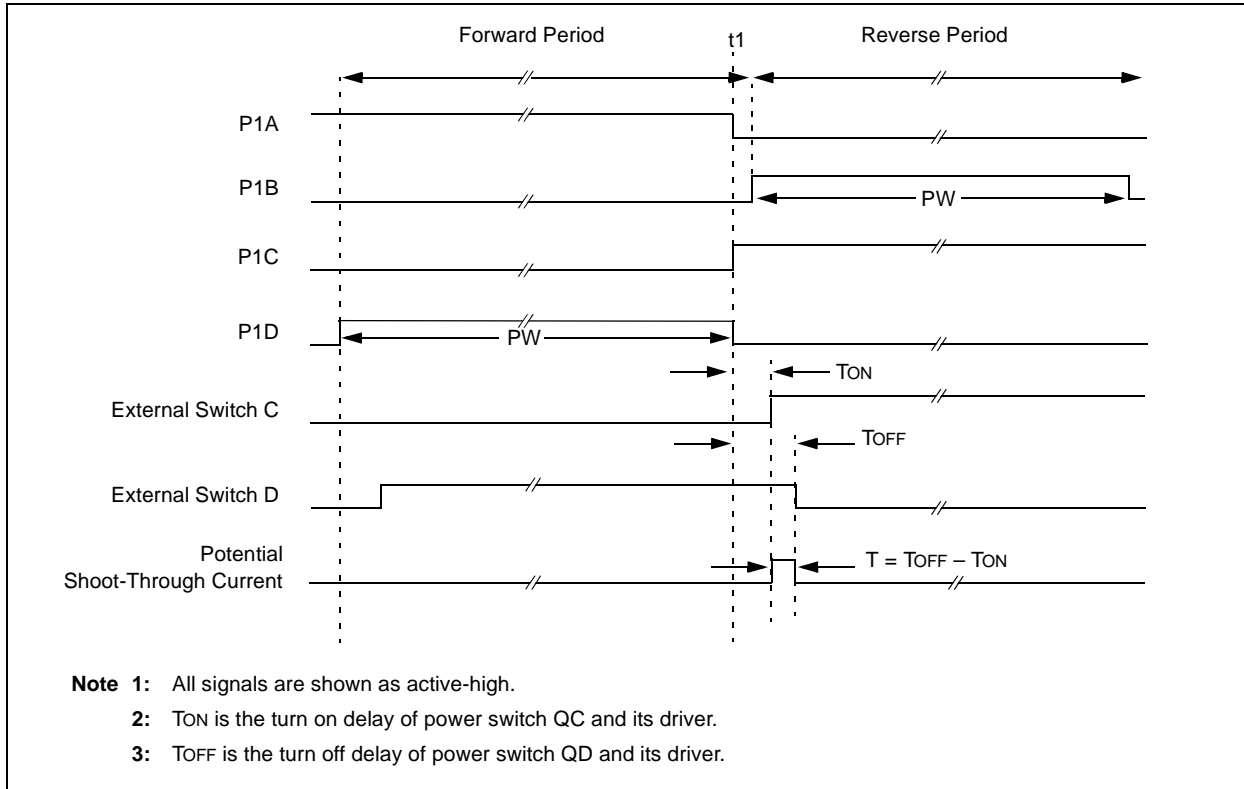 Forward Period
t1
Reverse Period
P1A
P1B
PW
P1C
P1D
PW
TON
External Switch C
TOFF
External Switch D
Potential
Shoot-Through Current
T = TOFF – TON
Note 1: All signals are shown as active-high.
2: TON is the turn on delay of power switch QC and its driver.
3: TOFF is the turn off delay of power switch QD and its driver.